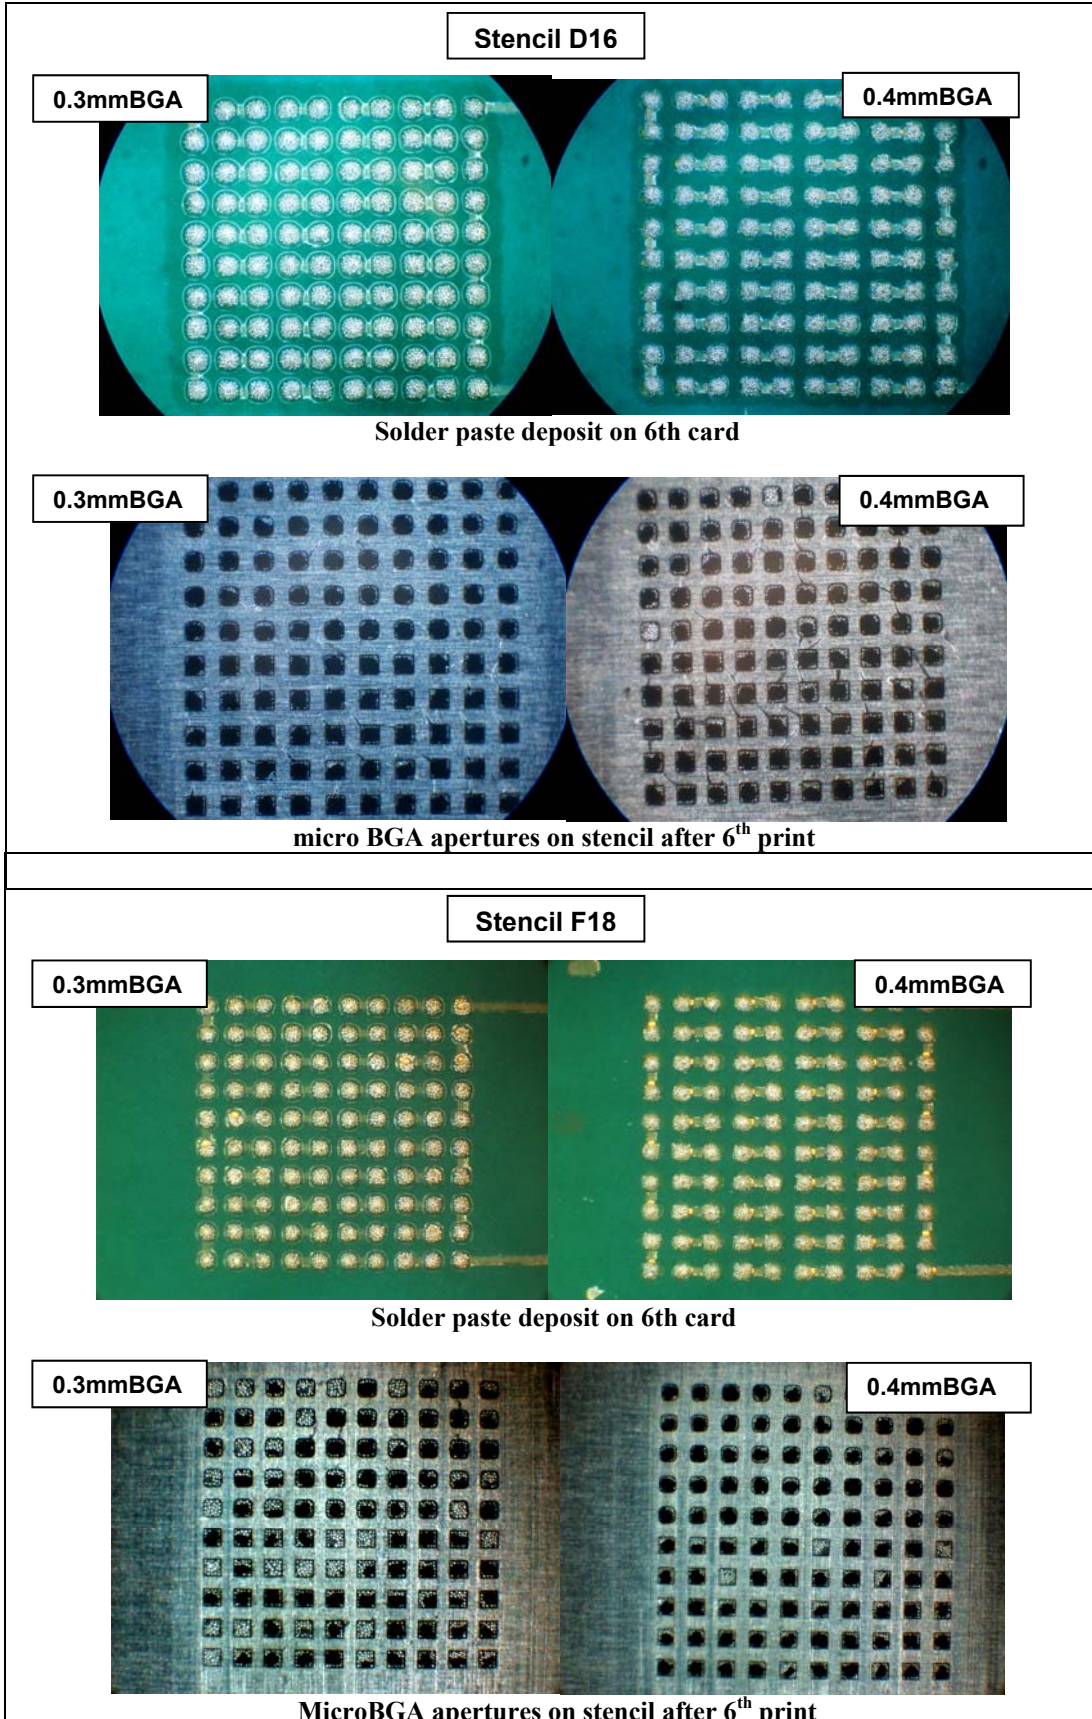 Stencil D16
0.3mmBGA
0.4mmBGA
Solder paste deposit on 6th card
0.3mmBGA
0.4mmBGA
micro BGA apertures on stencil after 6th print
Stencil F18
0.3mmBGA
0.4mmBGA
Solder paste deposit on 6th card
0.3mmBGA
0.4mmBGA
MicroBGA apertures on stencil after 6th print